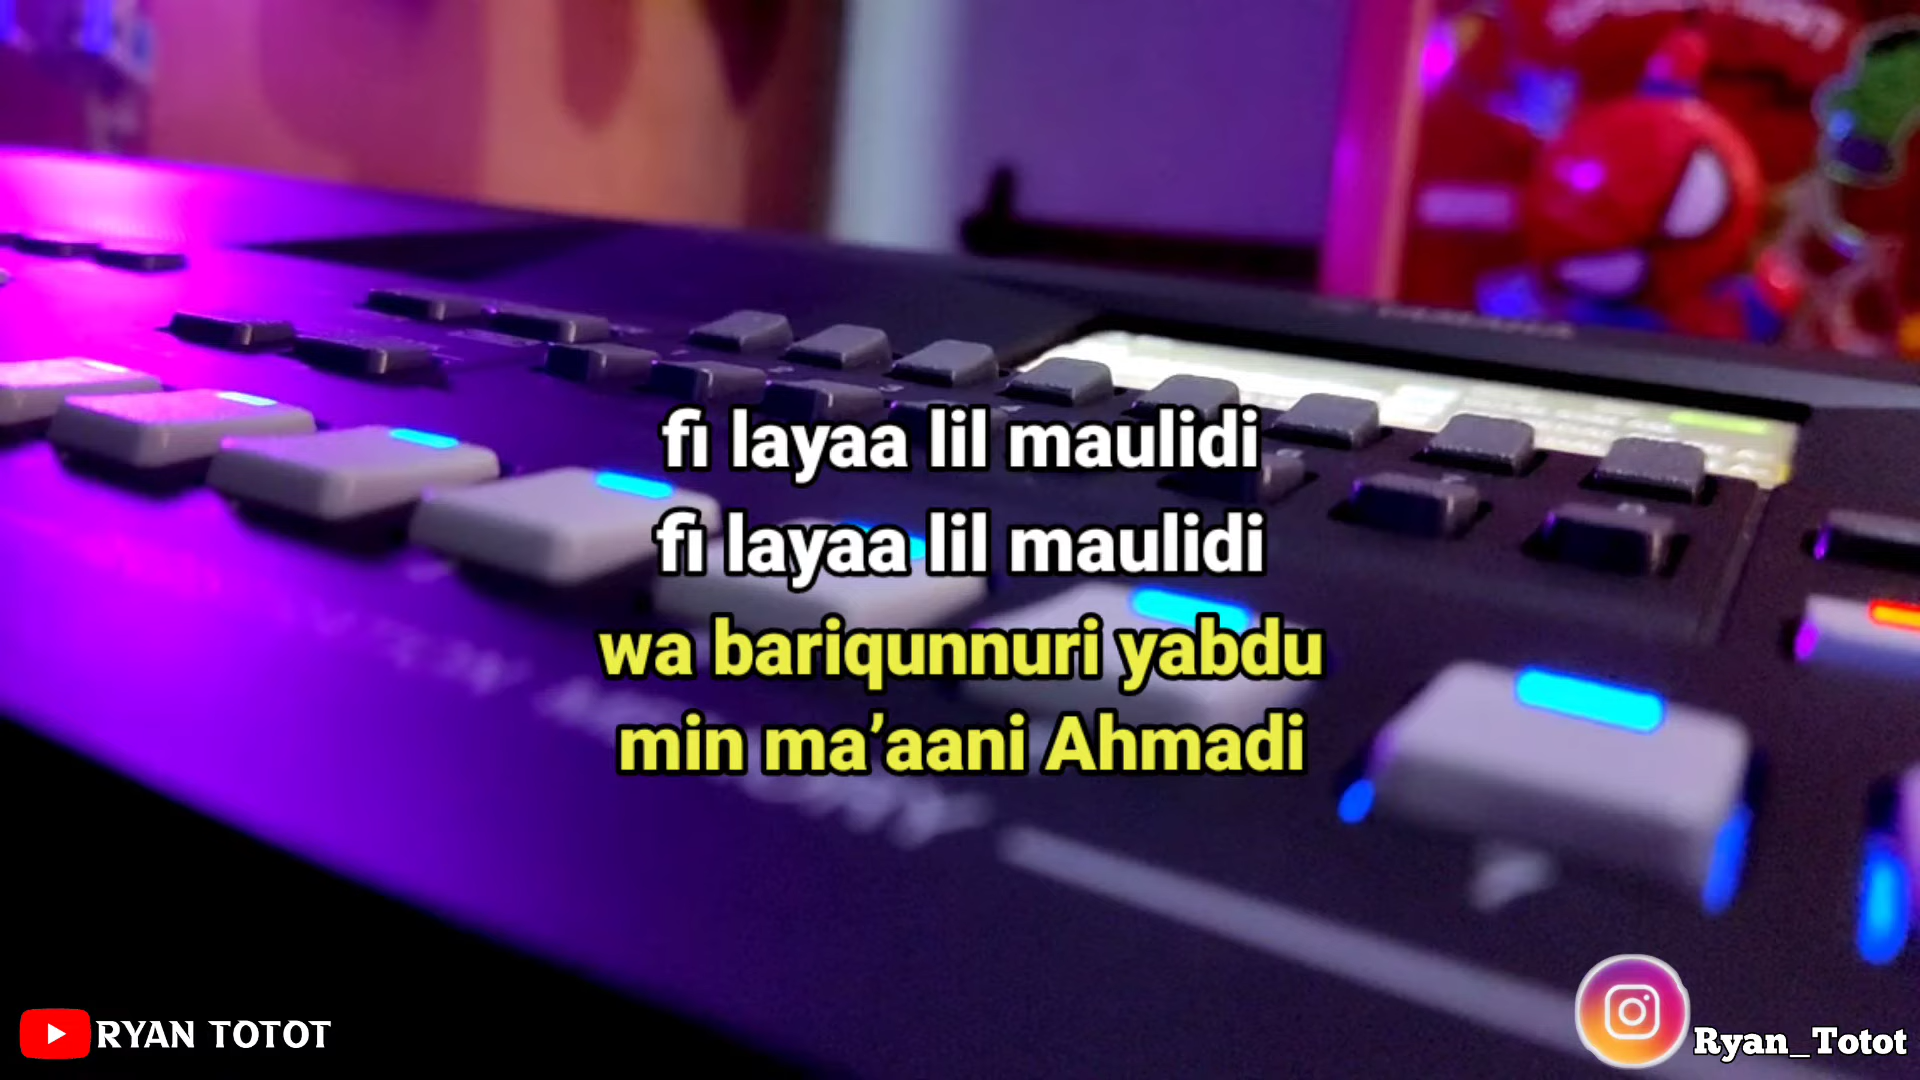 fi layaa lil maulidi
fi layaa lil maulidi
wa bariqunnuri yabdu
min ma’aani Ahmadi
RYAN TOTOT
Ryan_Totot